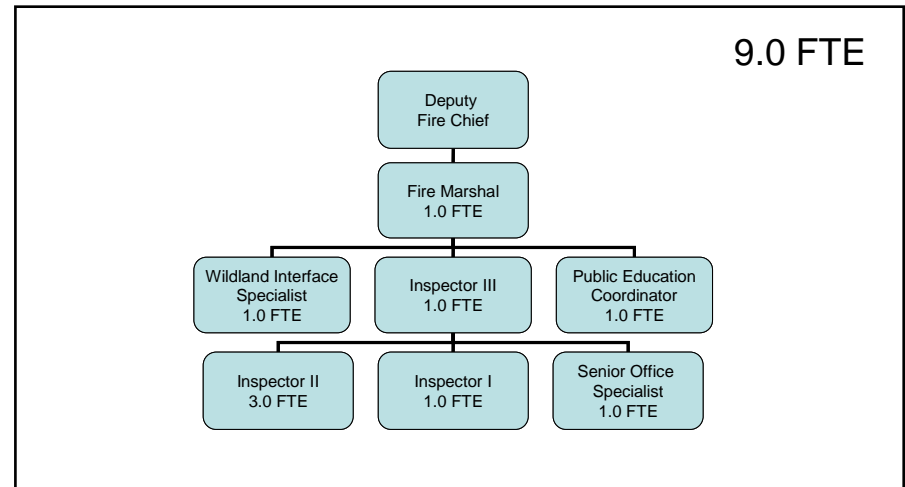 9.0 FTE
Deputy
Fire Chief
Fire Marshal
1.0 FTE
Wildland Interface
Specialist
1.0 FTE
Inspector III
1.0 FTE
Public Education
Coordinator
1.0 FTE
Inspector II
3.0 FTE
Inspector I
1.0 FTE
Senior Office
Specialist
1.0 FTE